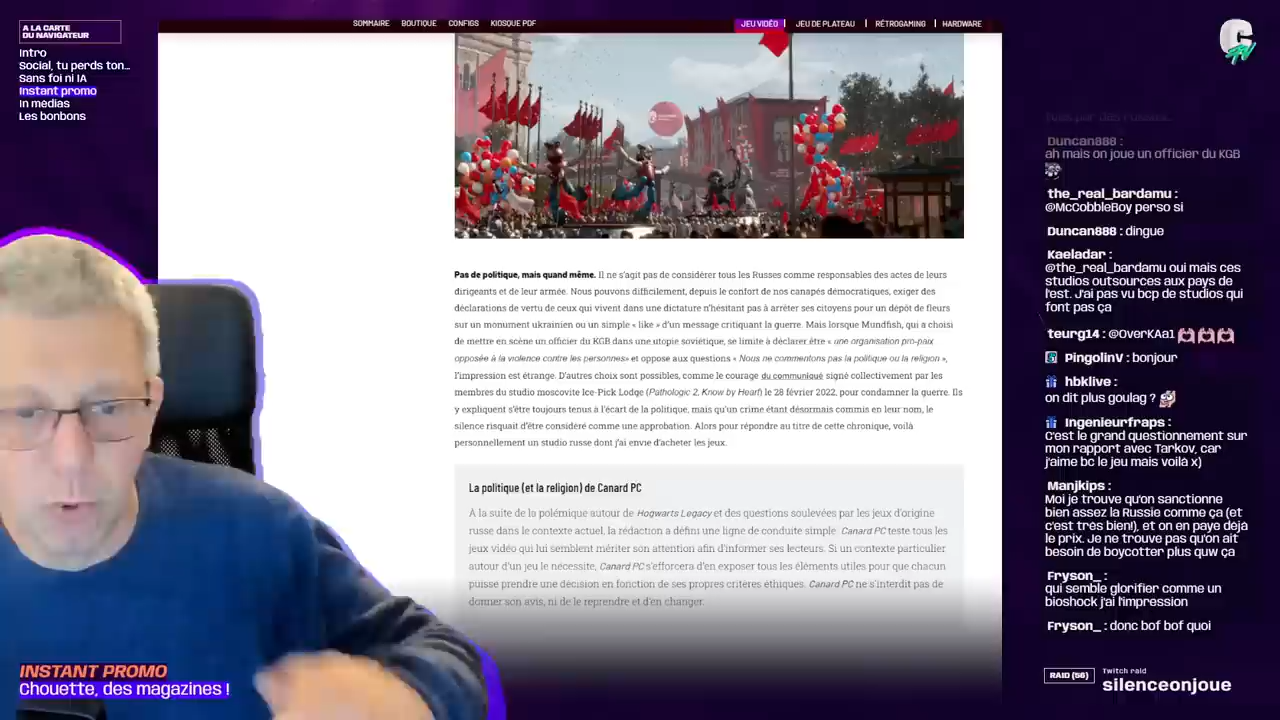 A LA CARTE
DU NAVIGATEUR
Intro
Social, tu perds ton...
Sans foi ni IA
Instant promo
In médias
Les bonbons
SOMMAIRE BOUTIQUE CONFIGS KIOSQUE PDF
JEU VIDÉO | JEU DE PLATEAU | RÉTROGAMING | HARDWARE
Pas de politique, mais quand même. Il ne s'agit pas de considérer tous les Russes comme responsables des actes de leurs
dirigeants et de leur armée. Nous pouvons difficilement, depuis le confort de nos canapés démocratiques, exiger des
déclarations de vertu de ceux qui vivent dans une dictature n'hésitant pas à arrêter ses citoyens pour un dépôt de fleurs
sur un monument ukrainien ou un simple « like » d'un message critiquant la guerre. Mais lorsque Mundfish, qui a choisi
de mettre en scène un officier du KGB dans une utopie soviétique, se limite à déclarer être « une organisation pro-paix
opposée à la violence contre les personnes» et oppose aux questions « Nous ne commentons pas la politique ou la religion »,
l'impression est étrange. D'autres choix sont possibles, comme le courage du communiqué signé collectivement par les
membres du studio moscovite Ice-Pick Lodge (Pathologic 2, Know by Heart) le 28 février 2022, pour condamner la guerre. Ils
y expliquent s'être toujours tenus à l'écart de la politique, mais qu'un crime étant désormais commis en leur nom, le
silence risquait d'être considéré comme une approbation. Alors pour répondre au titre de cette chronique, voilà
personnellement un studio russe dont j'ai envie d'acheter les jeux.
La politique (et la religion) de Canard PC
A la suite de la polémique autour de Hogwarts Legacy et des questions soulevées par les jeux d'origine
russe dans le contexte actuel, la rédaction a défini une ligne de conduite simple. Canard PC teste tous les
jeux vidéo qui lui semblent mériter son attention afin d'informer ses lecteurs. Si un contexte particulier
autour d'un jeu le nécessite, Canard PC s'efforcera d'en exposer tous les éléments utiles pour que chacun
puisse prendre une décision en fonction de ses propres critères éthiques. Canard PC ne s'interdit pas de
donner son avis, ni de le reprendre et d'en changer.
INSTANT PROMO
Chouette, des magazines !
C TV
Duncan888 :
ah mais on joue un officier du KGB
the_real_bardamu :
@McCobbleBoy perso si
Duncan888 : dingue
Kaeladar :
@the_real_bardamu oui mais ces
studios outsources aux pays de
l'est. J'ai pas vu bcp de studios qui
font pas ça
teurg14 : @OverKAa1
PingolinV : bonjour
hbklive :
on dit plus goulag ?
Ingenieurfraps :
C'est le grand questionnement sur
mon rapport avec Tarkov, car
j'aime bc le jeu mais voilà x)
Manjkips :
Moi je trouve qu'on sanctionne
bien assez la Russie comme ça (et
c'est très bien!), et on en paye déjà
le prix. Je ne trouve pas qu'on ait
besoin de boycotter plus quw ça
Fryson_ :
qui semble glorifier comme un
bioshock j'ai l'impression
Fryson_ : donc bof bof quoi
RAID (56)
Twitch raid
silenceonjoue